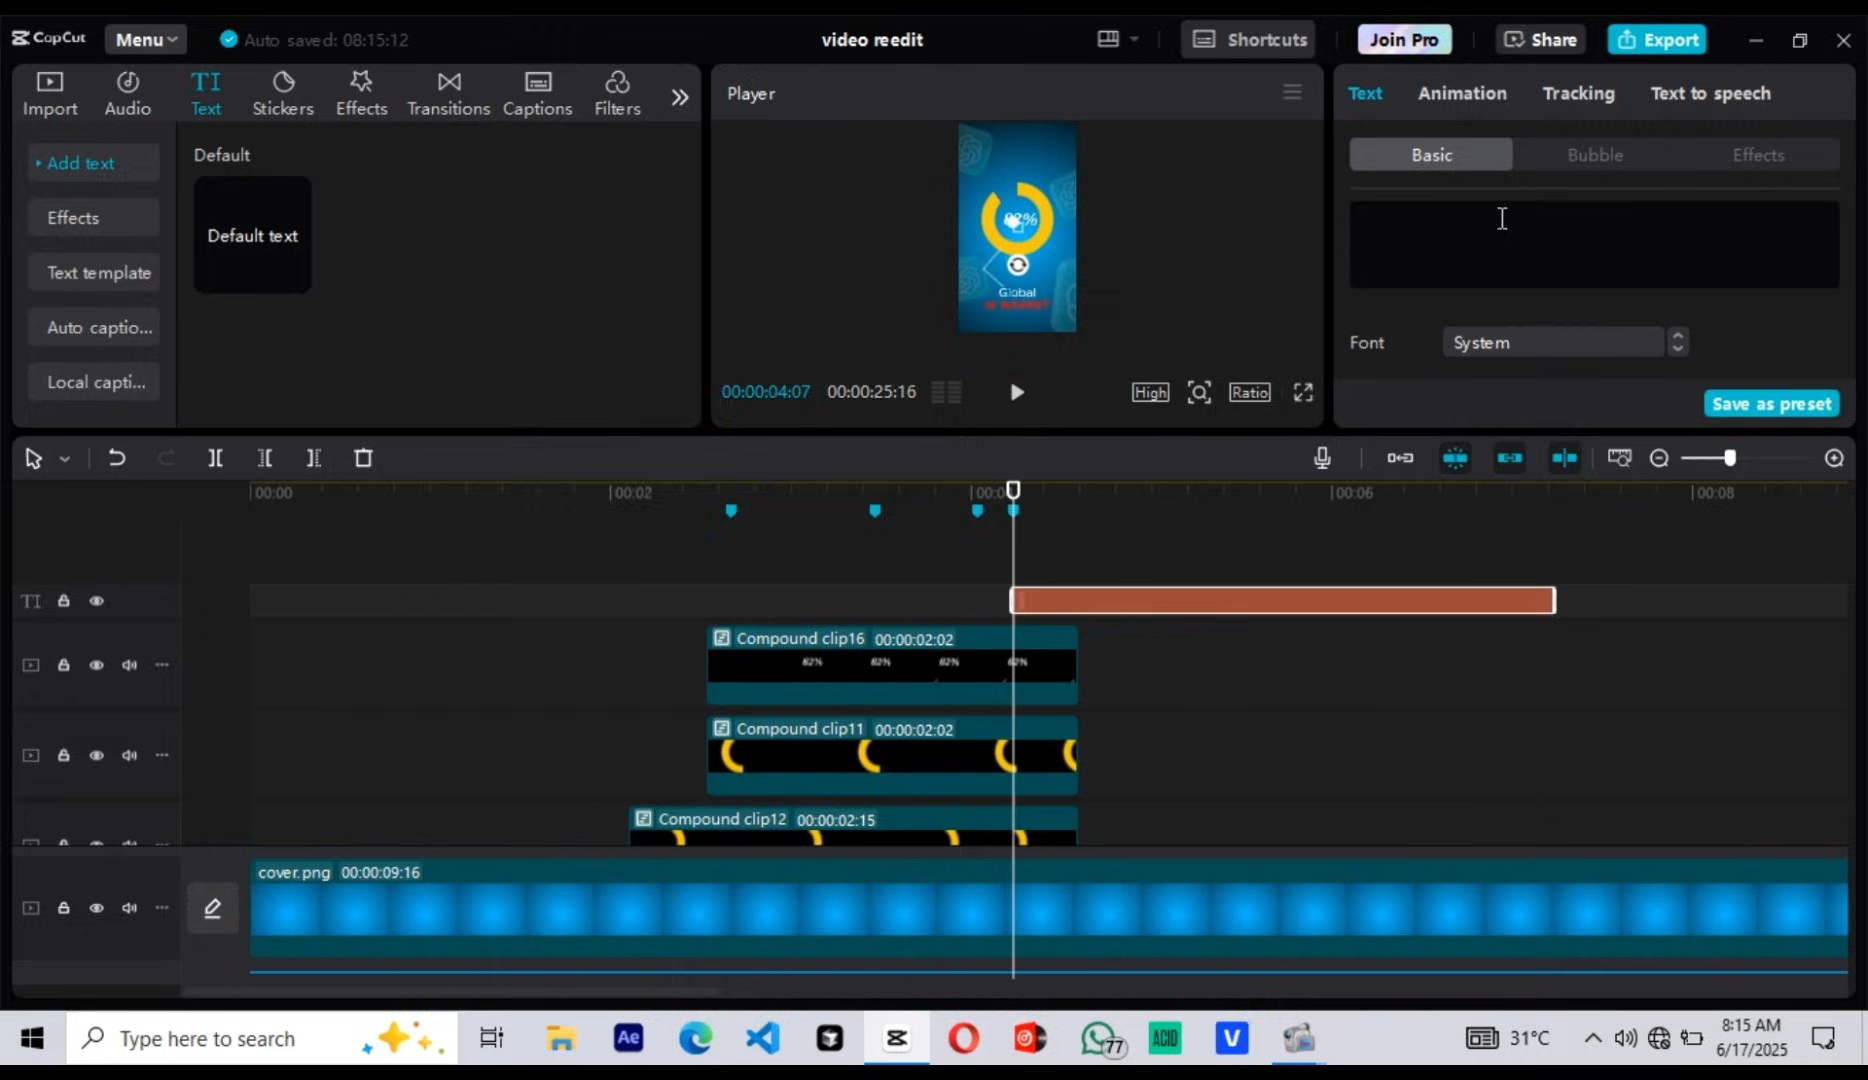 CapCut
Menu
Auto saved: 08:15:12
video reedit
Shortcuts
Join Pro
Share
Export
Import
Audio
TI
Text
Stickers
Effects
Transitions
Captions
Filters
Add text
Effects
Text template
Auto captio...
Local capti...
Default
Default text
Player
82%
Global
AI MARKET
00:00:04:07
00:00:25:16
High
Ratio
Text
Animation
Tracking
Text to speech
Basic
Bubble
Effects
Font
System
Save as preset
00:00
00:02
00:0
00:06
00:08
TI
Compound clip16 00:00:02:02
82% 82% 82% 82%
Compound clip11 00:00:02:02
Compound clip12 00:00:02:15
cover.png 00:00:09:16
Type here to search
Ae
77
ACID
V
31°C
8:15 AM
6/17/2025